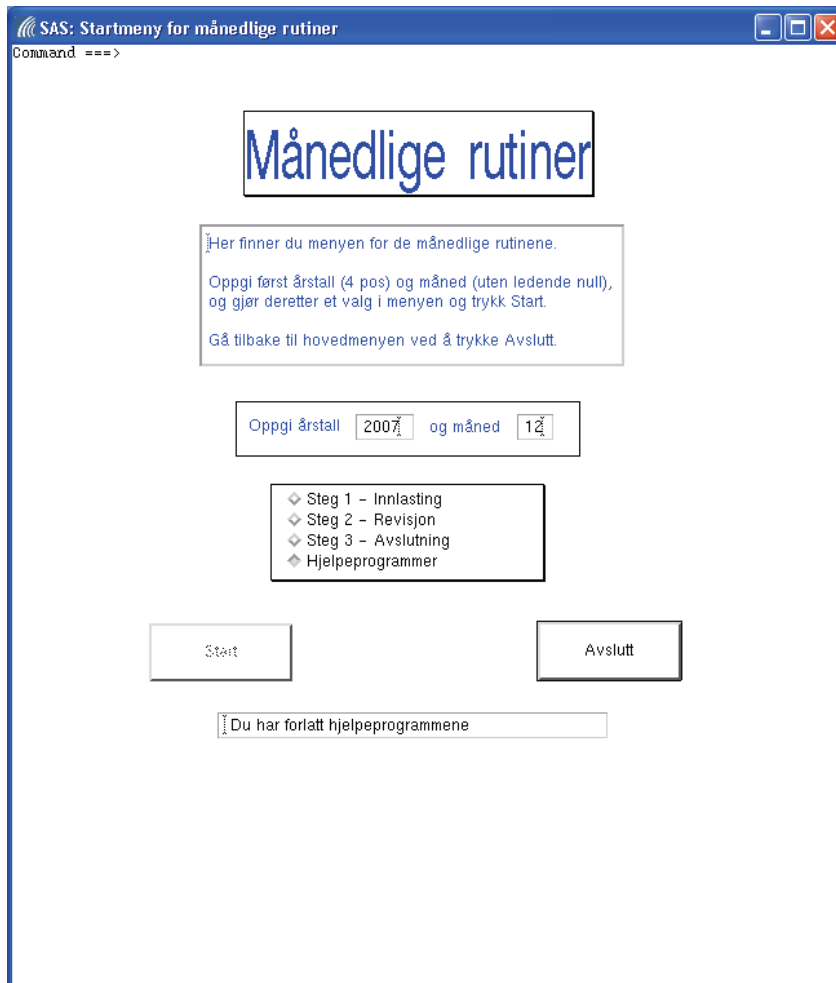 SAS: Startmeny for månedlige rutiner
Command ===>
Månedlige rutiner
Her finner du menyen for de månedlige rutinene.
Oppgi først årstall (4 pos) og måned (uten ledende null),
og gjør deretter et valg i menyen og trykk Start.
Gå tilbake til hovedmenyen ved å trykke Avslutt.
Oppgi årstall 2007 og måned 12
Steg 1 - Innlasting
Steg 2 - Revisjon
Steg 3 - Avslutning
Hjelpeprogrammer
Start Avslutt
Du har forlatt hjelpeprogrammene